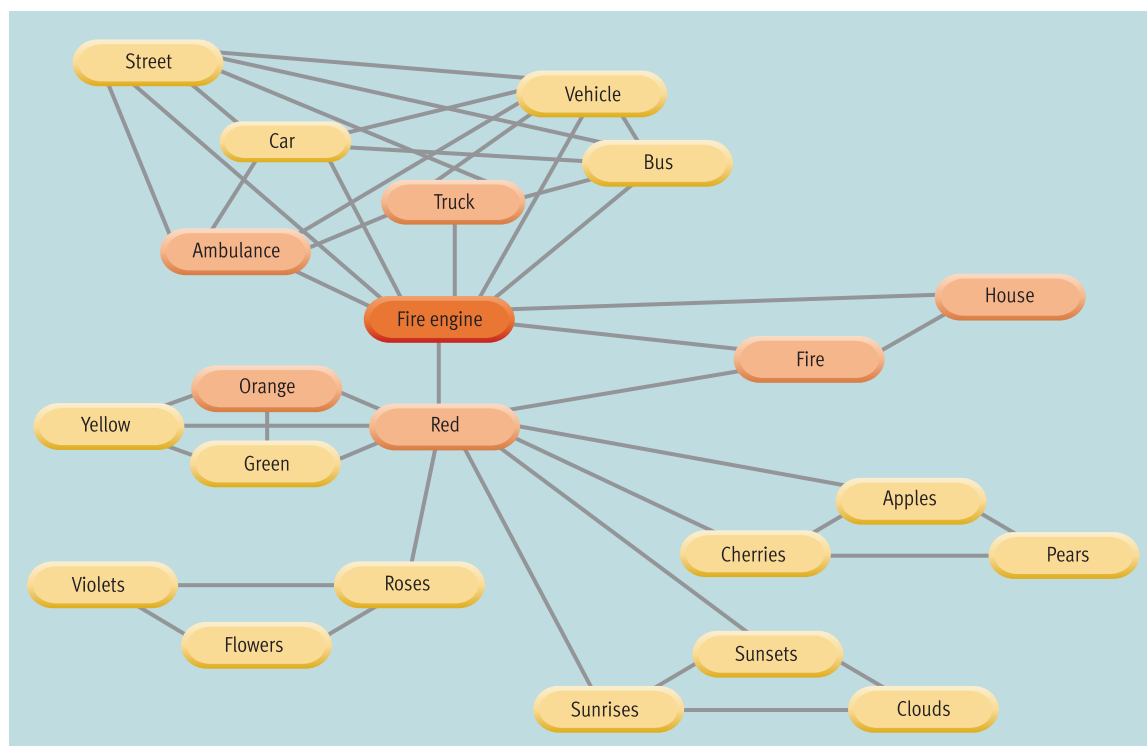 Street
Vehicle
Car
Bus
Truck
Ambulance
House
Fire engine
Fire
Orange
Yellow
Red
Green
Apples
Cherries
Pears
Violets
Roses
Flowers
Sunsets
Sunrises
Clouds